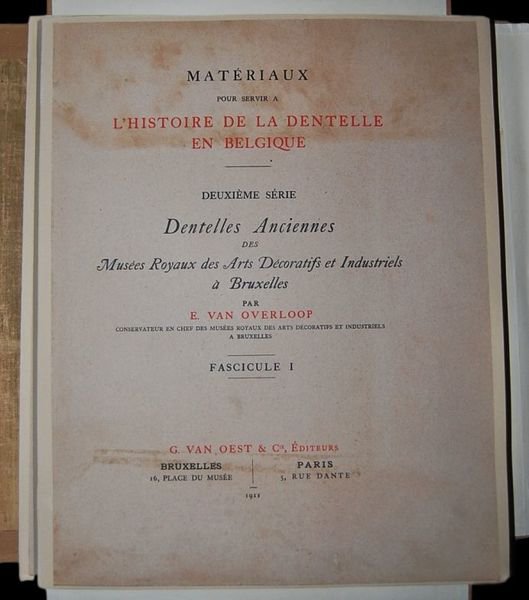 MATÉRIAUX
POUR SERVIR A
L'HISTOIRE DE LA DENTELLE
EN BELGIQUE
DEUXIÈME SÉRIE
Dentelles Anciennes
DES
Musées Royaux des Arts Décoratifs et Industriels
à Bruxelles
PAR
E. VAN OVERLOOP
CONSERVATEUR EN CHEF DES MUSÉES ROYAUX DES ARTS DÉCORATIFS ET INDUSTRIELS
A BRUXELLES
FASCICULE I
G. VAN OEST & Cie, ÉDITEURS
BRUXELLES
16, PLACE DU MUSÉE
PARIS
5, RUE DANTE
1911